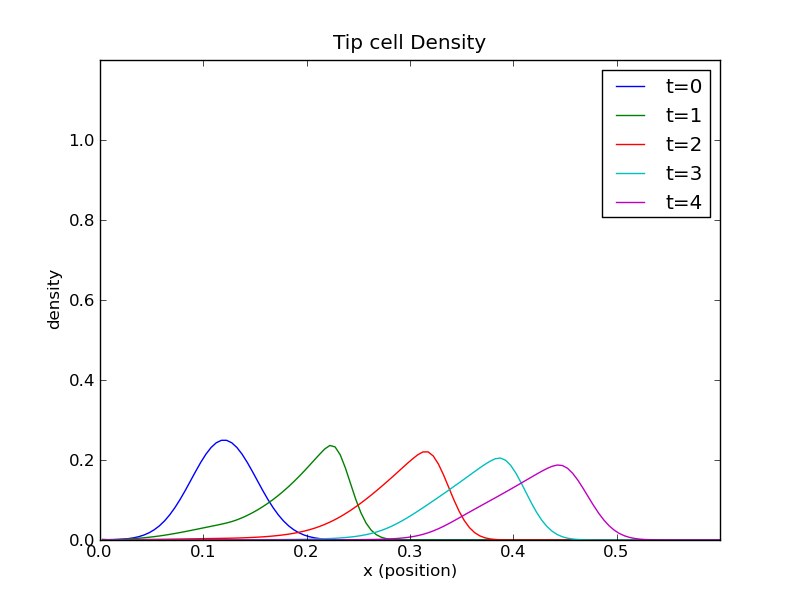 Tip cell Density
t=0
t=1
t=2
t=3
t=4
density
1.0
0.8
0.6
0.4
0.2
0.0
0.0 0.1 0.2 0.3 0.4 0.5
x (position)